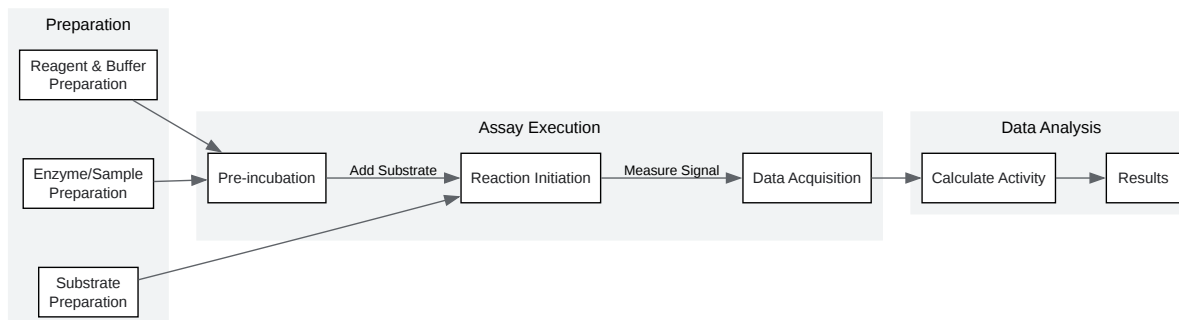 Preparation
Reagent & Buffer
Preparation
Enzyme/Sample
Preparation
Substrate
Preparation
Assay Execution
Pre-incubation
Add Substrate
Reaction Initiation
Measure Signal
Data Acquisition
Data Analysis
Calculate Activity
Results